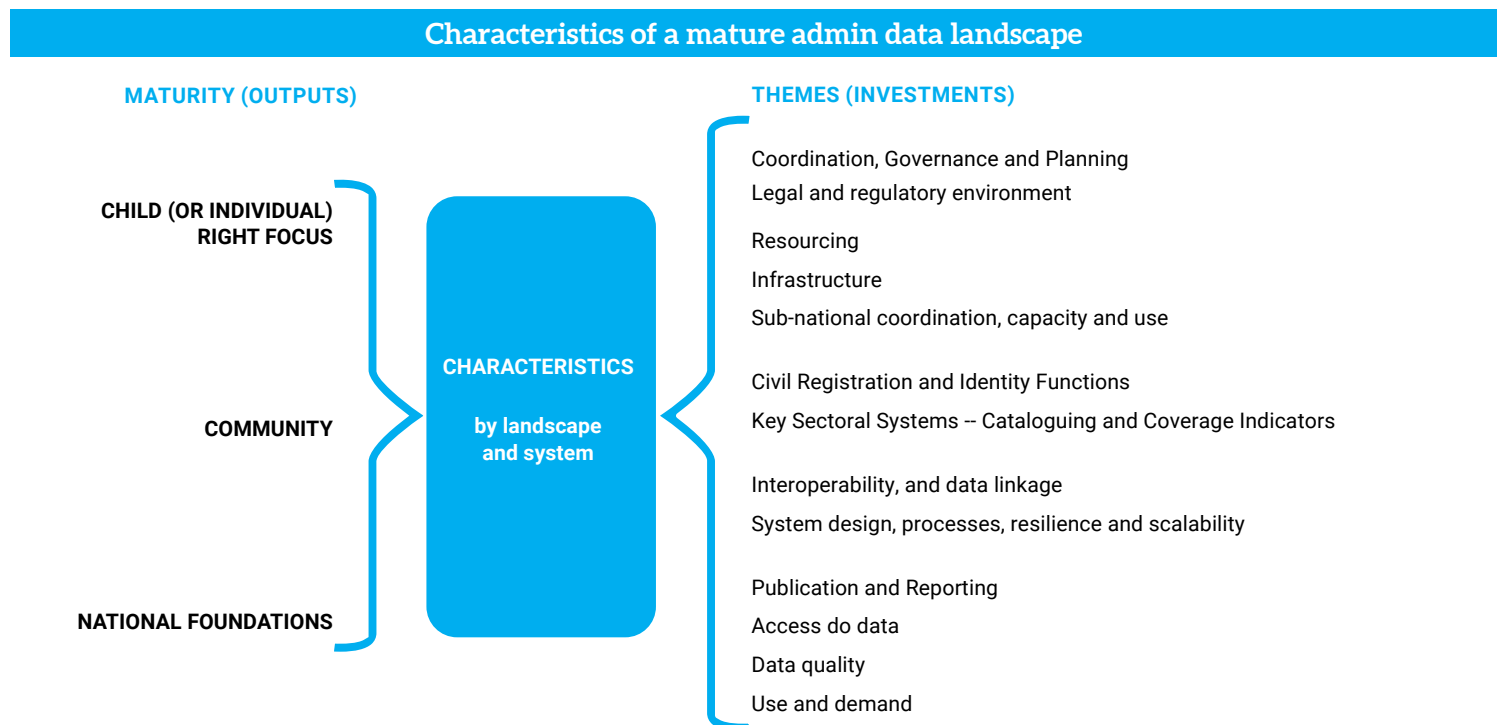 Characteristics of a mature admin data landscape
MATURITY (OUTPUTS)
CHILD (OR INDIVIDUAL)
RIGHT FOCUS
COMMUNITY
NATIONAL FOUNDATIONS
CHARACTERISTICS
by landscape
and system
THEMES (INVESTMENTS)
Coordination, Governance and Planning
Legal and regulatory environment
Resourcing
Infrastructure
Sub-national coordination, capacity and use
Civil Registration and Identity Functions
Key Sectoral Systems -- Cataloguing and Coverage Indicators
Interoperability, and data linkage
System design, processes, resilience and scalability
Publication and Reporting
Access do data
Data quality
Use and demand